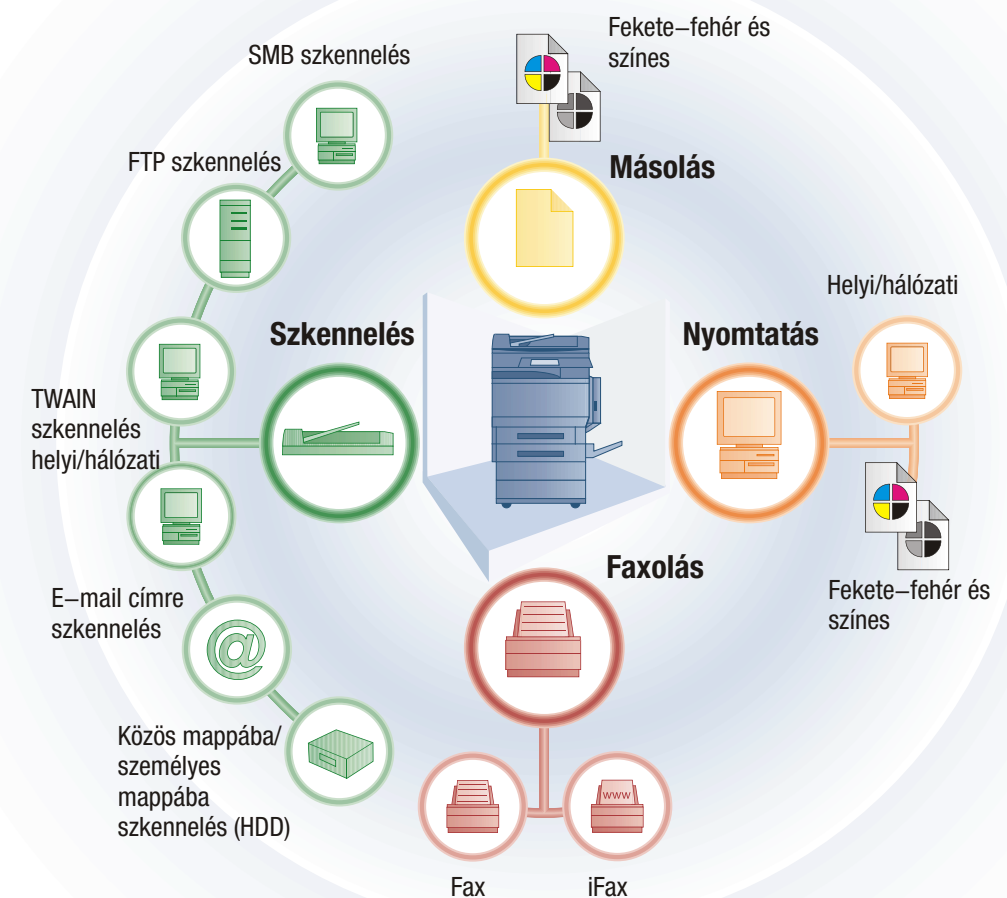 Fekete–fehér és
színes
Másolás
SMB szkennelés
FTP szkennelés
Szkennelés
TWAIN
szkennelés
helyi/hálózati
E–mail címre
szkennelés
Közös mappába/
személyes
mappába
szkennelés (HDD)
Nyomtatás
Helyi/hálózati
Fekete–fehér és
színes
Faxolás
www
Fax
iFax